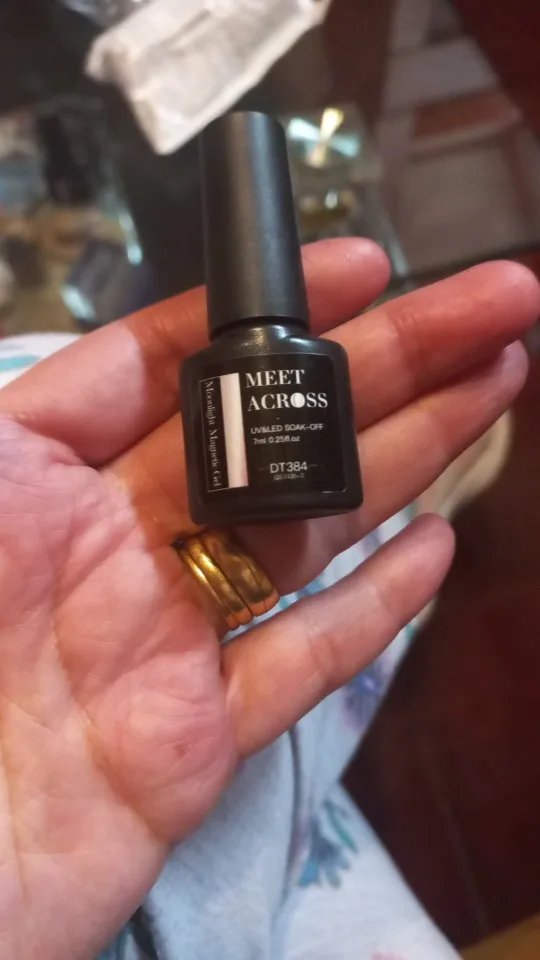 MEET
ACROSS
UV&LED SOAK-OFF
7ml 0.25fl.oz
DT384
Moonlight Magnetic Gel